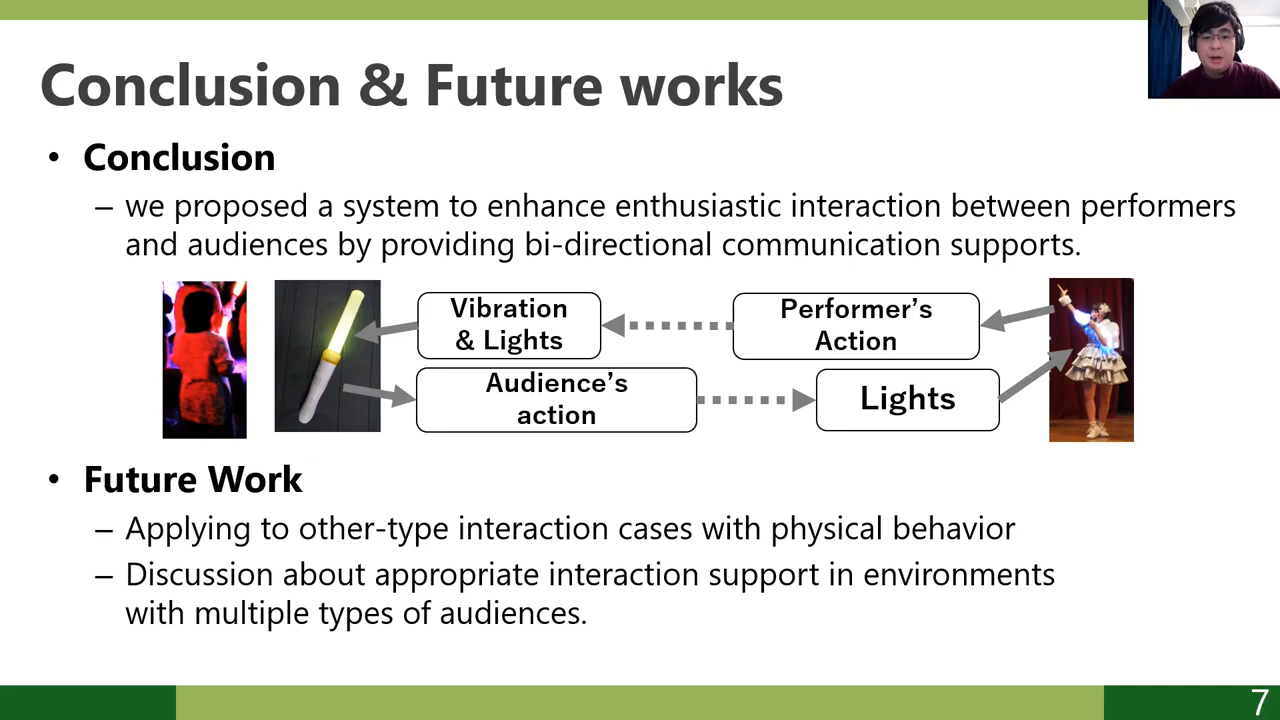 Conclusion & Future works
• Conclusion
– we proposed a system to enhance enthusiastic interaction between performers
and audiences by providing bi-directional communication supports.
Vibration
& Lights
Performer’s
Action
Audience’s
action
Lights
• Future Work
– Applying to other-type interaction cases with physical behavior
– Discussion about appropriate interaction support in environments
with multiple types of audiences.
7